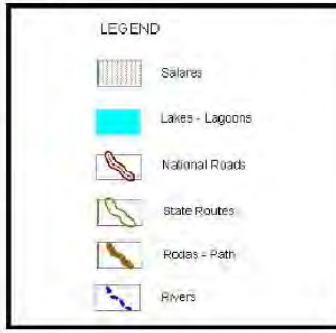 LEGEND
Salares
Lakes - Lagoons
National Roads
State Routes
Rodas - Path
Rivers